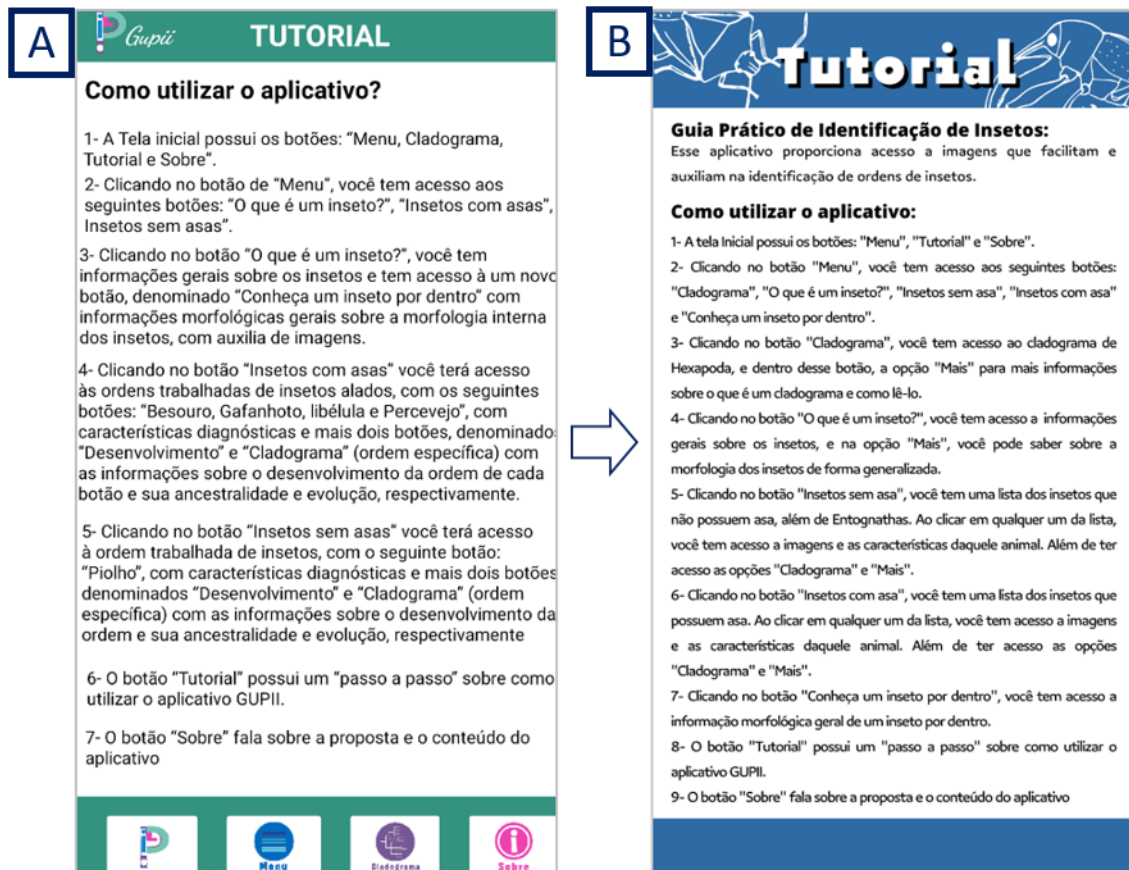 A
Gupii TUTORIAL
Como utilizar o aplicativo?
1- A Tela inicial possui os botões: “Menu, Cladograma,
Tutorial e Sobre”.
2- Clicando no botão de “Menu”, você tem acesso aos
seguintes botões: “O que é um inseto?”, “Insetos com asas”,
Insetos sem asas”.
3- Clicando no botão “O que é um inseto?”, você tem
informações gerais sobre os insetos e tem acesso à um novo
botão, denominado “Conheça um inseto por dentro” com
informações morfológicas gerais sobre a morfologia interna
dos insetos, com auxilia de imagens.
4- Clicando no botão “Insetos com asas” você terá acesso
às ordens trabalhadas de insetos alados, com os seguintes
botões: “Besouro, Gafanhoto, libélula e Percevejo”, com
características diagnósticas e mais dois botões, denominado
“Desenvolvimento” e “Cladograma” (ordem específica) com
as informações sobre o desenvolvimento da ordem de cada
botão e sua ancestralidade e evolução, respectivamente.
5- Clicando no botão “Insetos sem asas” você terá acesso
à ordem trabalhada de insetos, com o seguinte botão:
“Piolho”, com características diagnósticas e mais dois botões
denominados “Desenvolvimento” e “Cladograma” (ordem
específica) com as informações sobre o desenvolvimento da
ordem e sua ancestralidade e evolução, respectivamente
6- O botão “Tutorial” possui um “passo a passo” sobre como
utilizar o aplicativo GUPII.
7- O botão “Sobre” fala sobre a proposta e o conteúdo do
aplicativo
Menu
Cladograma
Sobre
B
Tutorial
Guia Prático de Identificação de Insetos:
Esse aplicativo proporciona acesso a imagens que facilitam e
auxiliam na identificação de ordens de insetos.
Como utilizar o aplicativo:
1- A tela Inicial possui os botões: "Menu", "Tutorial" e "Sobre".
2- Clicando no botão "Menu", você tem acesso aos seguintes botões:
"Cladograma", "O que é um inseto?", "Insetos sem asa", "Insetos com asa"
e "Conheça um inseto por dentro".
3- Clicando no botão "Cladograma", você tem acesso ao cladograma de
Hexapoda, e dentro desse botão, a opção "Mais" para mais informações
sobre o que é um cladograma e como lê-lo.
4- Clicando no botão "O que é um inseto?", você tem acesso a informações
gerais sobre os insetos, e na opção "Mais", você pode saber sobre a
morfologia dos insetos de forma generalizada.
5- Clicando no botão "Insetos sem asa", você tem uma lista dos insetos que
não possuem asa, além de Entognathas. Ao clicar em qualquer um da lista,
você tem acesso a imagens e as características daquele animal. Além de ter
acesso as opções "Cladograma" e "Mais".
6- Clicando no botão "Insetos com asa", você tem uma lista dos insetos que
possuem asa. Ao clicar em qualquer um da lista, você tem acesso a imagens
e as características daquele animal. Além de ter acesso as opções
"Cladograma" e "Mais".
7- Clicando no botão "Conheça um inseto por dentro", você tem acesso a
informação morfológica geral de um inseto por dentro.
8- O botão "Tutorial" possui um "passo a passo" sobre como utilizar o
aplicativo GUPII.
9- O botão "Sobre" fala sobre a proposta e o conteúdo do aplicativo